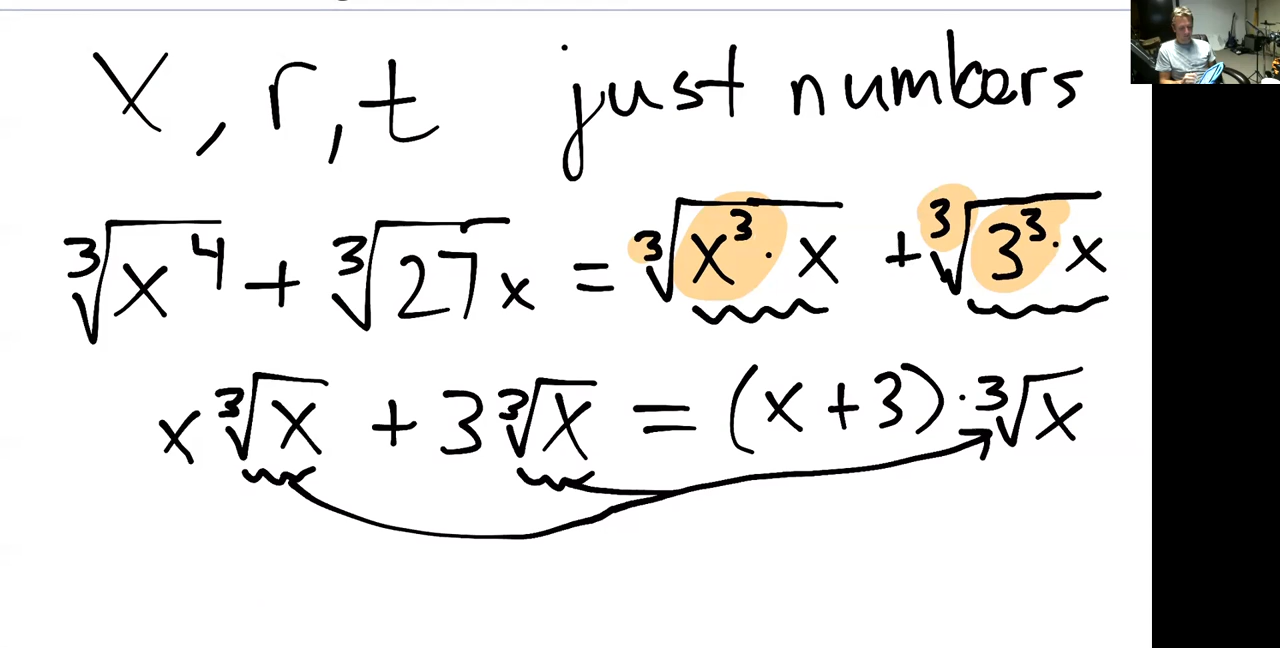 x, r, t just numbers
∛x⁴ + ∛27x = ∛x³·x + ∛3³·x
x∛x + 3∛x = (x+3)·∛x